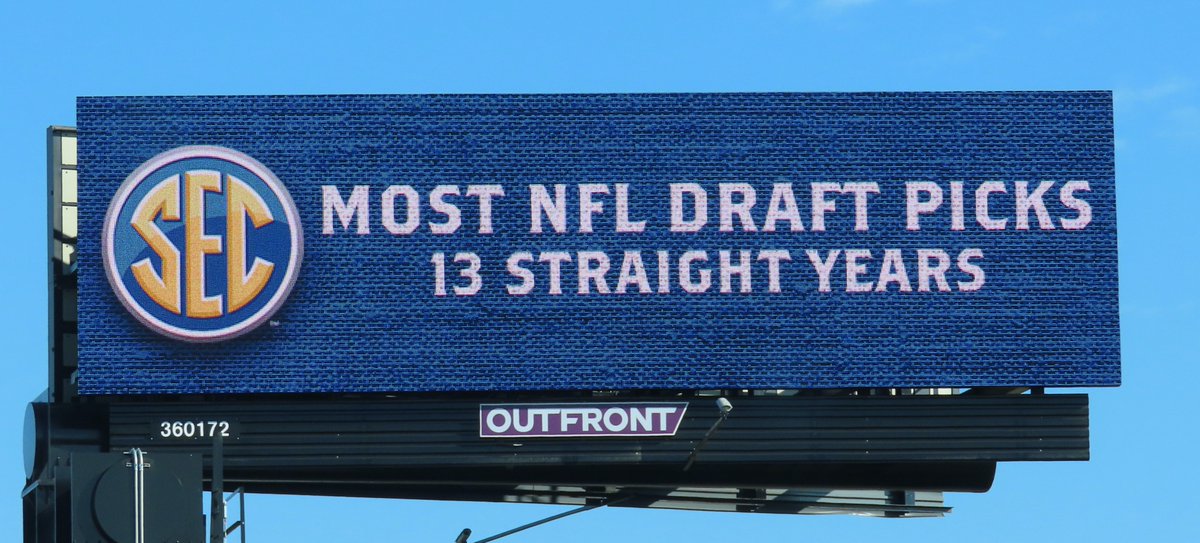 SEC
MOST NFL DRAFT PICKS
13 STRAIGHT YEARS
360172
OUTFRONT